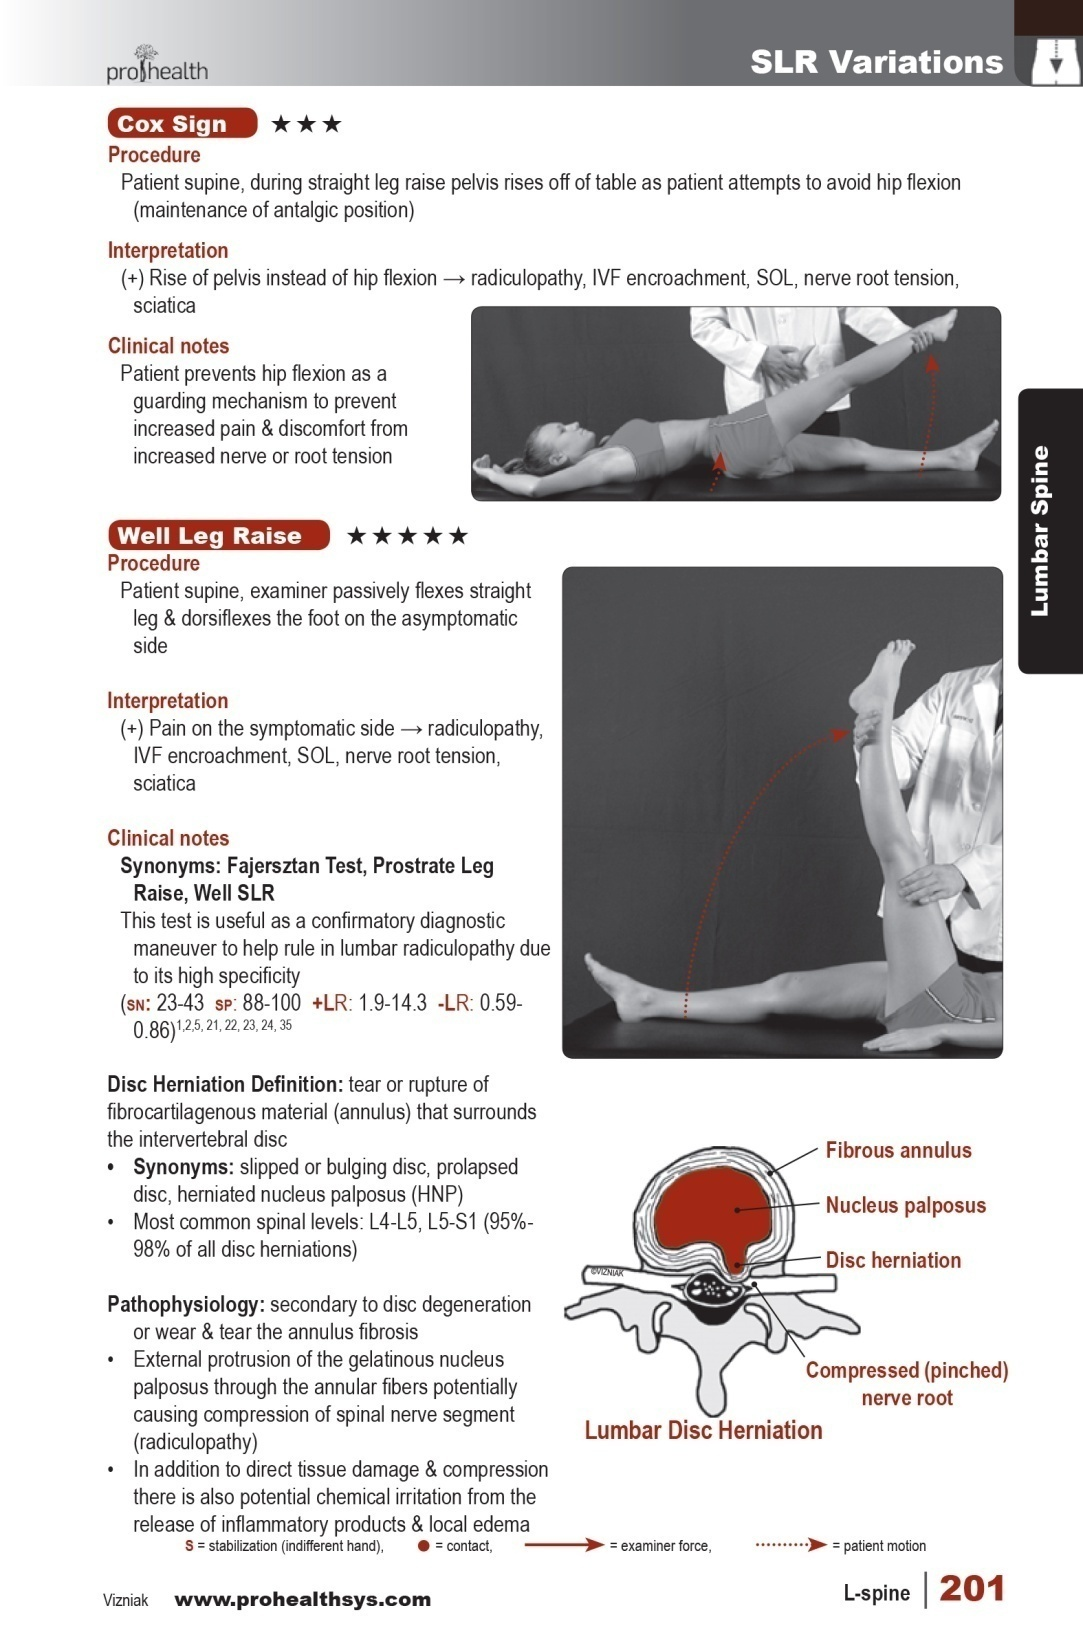 prohealth
SLR Variations
Cox Sign ★★★
Procedure
Patient supine, during straight leg raise pelvis rises off of table as patient attempts to avoid hip flexion
(maintenance of antalgic position)
Interpretation
(+) Rise of pelvis instead of hip flexion → radiculopathy, IVF encroachment, SOL, nerve root tension,
sciatica
Clinical notes
Patient prevents hip flexion as a
guarding mechanism to prevent
increased pain & discomfort from
increased nerve or root tension
Lumbar Spine
Well Leg Raise ★★★★★
Procedure
Patient supine, examiner passively flexes straight
leg & dorsiflexes the foot on the asymptomatic
side
Interpretation
(+) Pain on the symptomatic side → radiculopathy,
IVF encroachment, SOL, nerve root tension,
sciatica
Clinical notes
Synonyms: Fajersztan Test, Prostrate Leg
Raise, Well SLR
This test is useful as a confirmatory diagnostic
maneuver to help rule in lumbar radiculopathy due
to its high specificity
(SN: 23-43 SP: 88-100 +LR: 1.9-14.3 -LR: 0.59-
0.86)1,2,5, 21, 22, 23, 24, 35
Disc Herniation Definition: tear or rupture of
fibrocartilagenous material (annulus) that surrounds
the intervertebral disc
• Synonyms: slipped or bulging disc, prolapsed
disc, herniated nucleus palposus (HNP)
• Most common spinal levels: L4-L5, L5-S1 (95%-
98% of all disc herniations)
Pathophysiology: secondary to disc degeneration
or wear & tear the annulus fibrosis
• External protrusion of the gelatinous nucleus
palposus through the annular fibers potentially
causing compression of spinal nerve segment
(radiculopathy)
• In addition to direct tissue damage & compression
there is also potential chemical irritation from the
release of inflammatory products & local edema
Fibrous annulus
Nucleus palposus
Disc herniation
©VIZNIAK
Compressed (pinched)
nerve root
Lumbar Disc Herniation
S = stabilization (indifferent hand), = contact, = examiner force, = patient motion
Vizniak www.prohealthsys.com
L-spine | 201